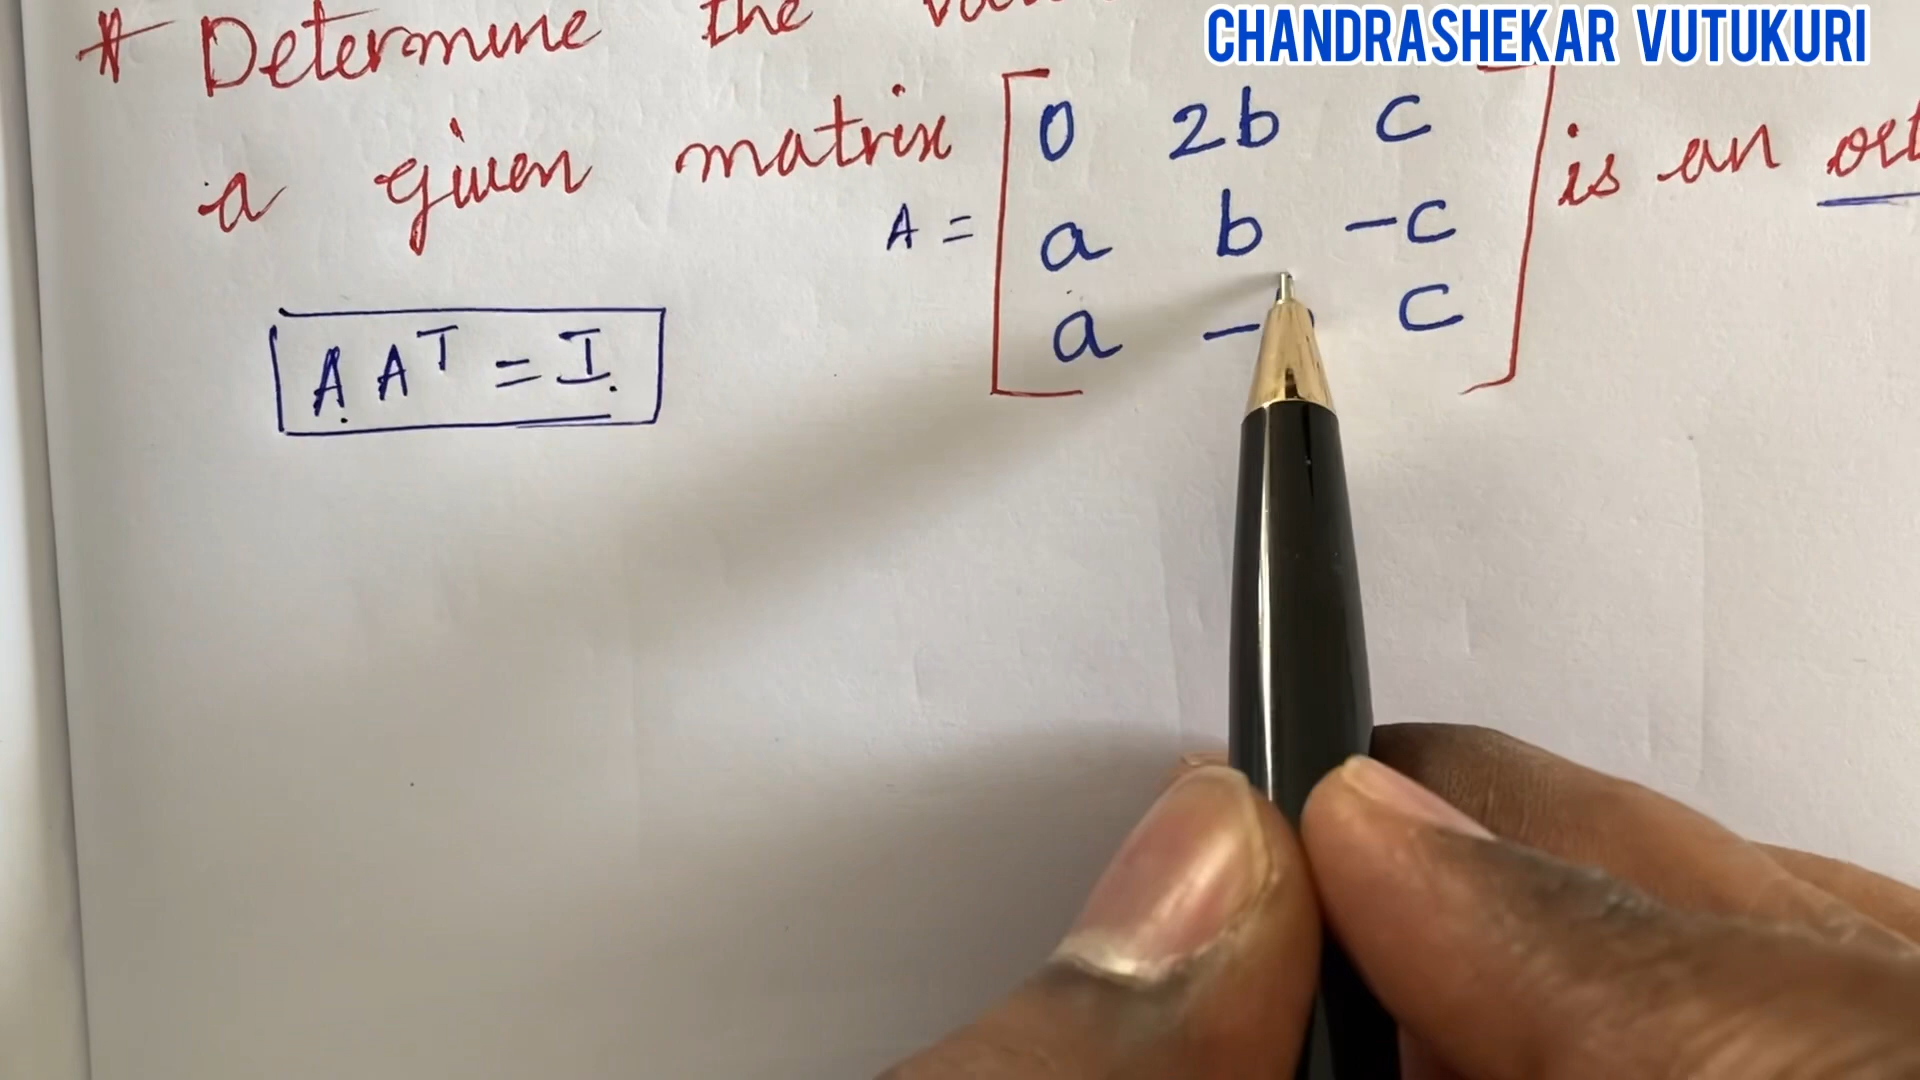 CHANDRASHEKAR VUTUKURI
* Determine the
a given matrix is an
A = 0 2b c
a b -c
a - c
A A^T = I